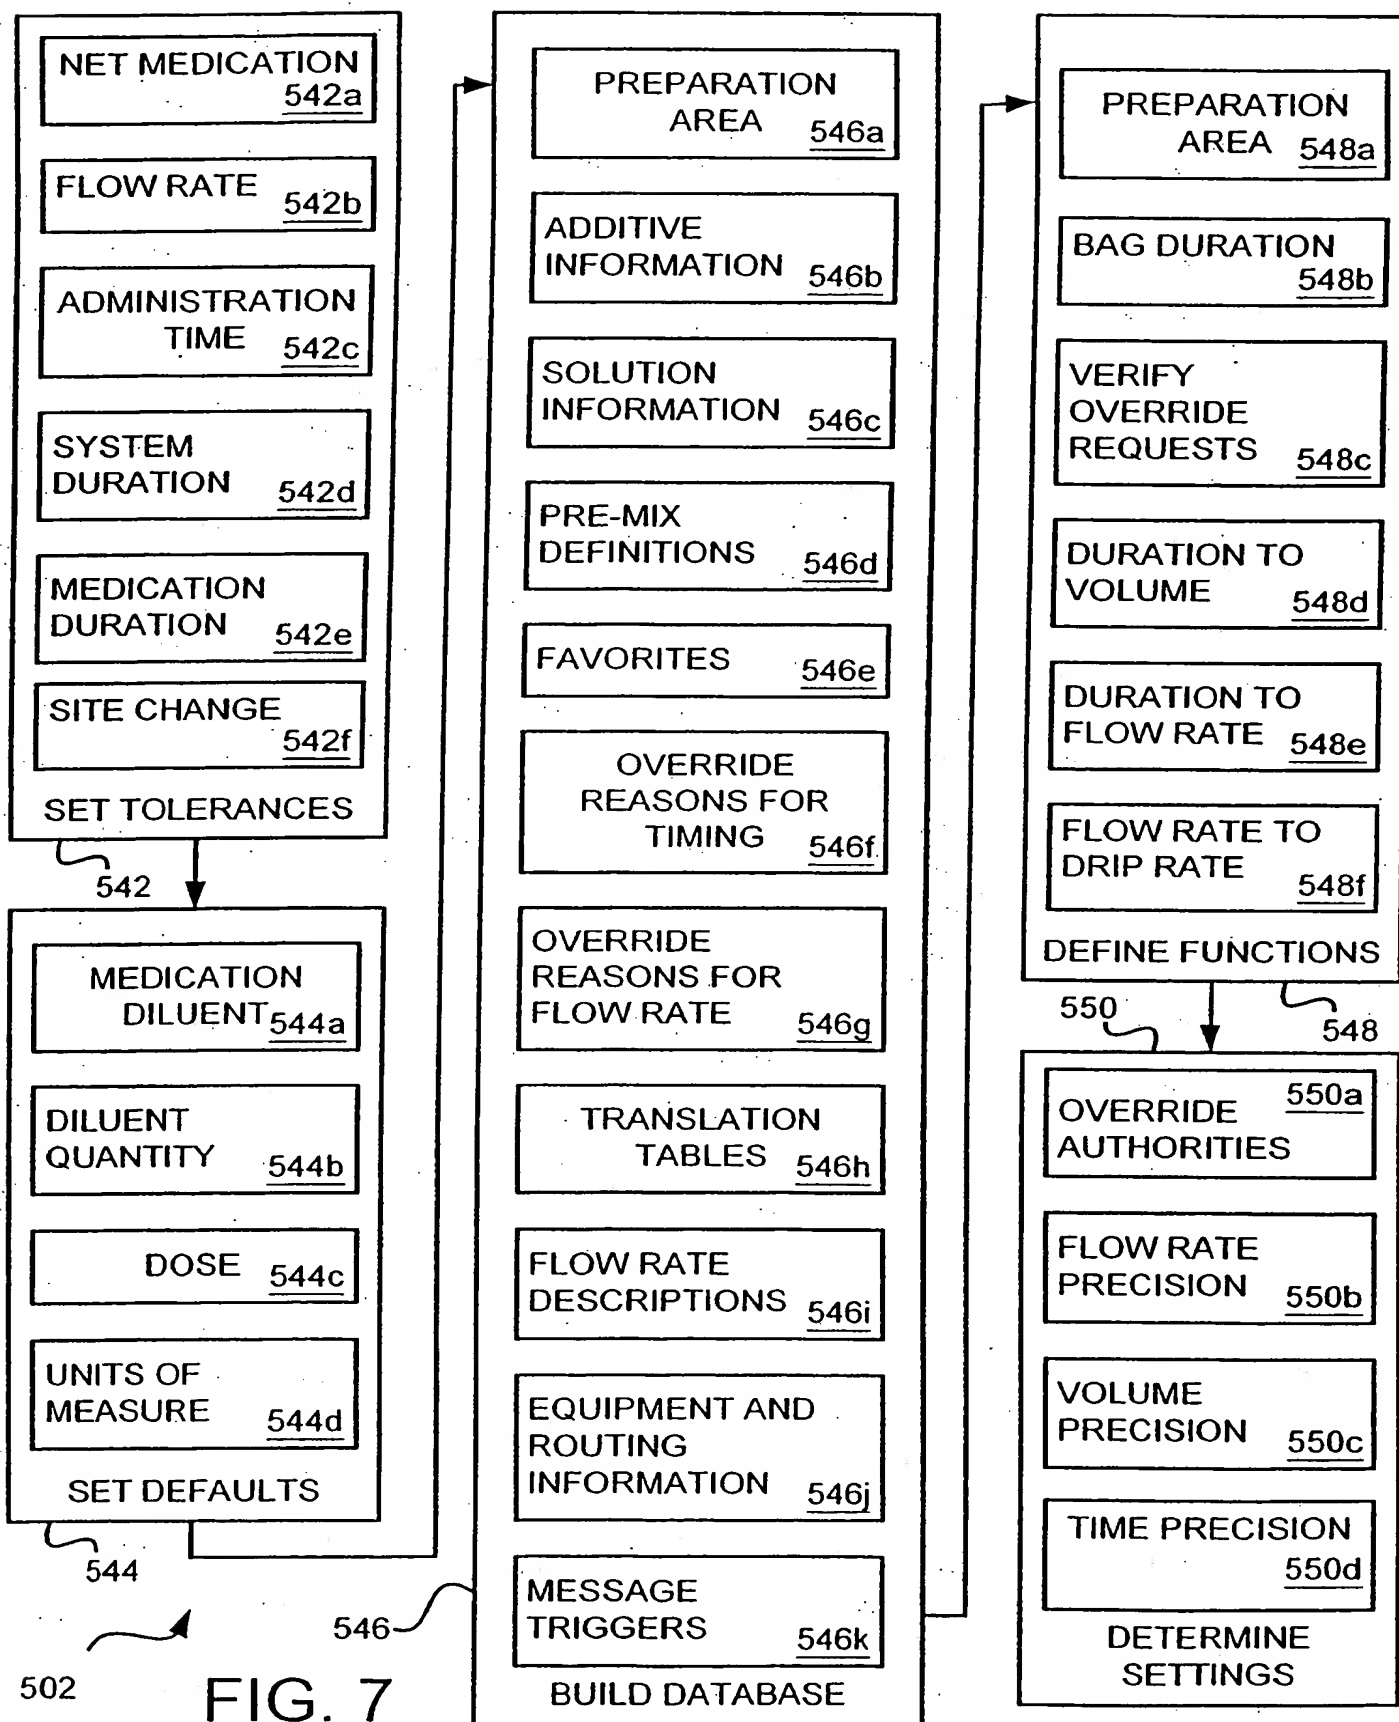 NET MEDICATION
542a
FLOW RATE
542b
ADMINISTRATION
TIME 542c
SYSTEM
DURATION 542d
MEDICATION
DURATION 542e
SITE CHANGE
542f
SET TOLERANCES
542
MEDICATION
DILUENT 544a
DILUENT
QUANTITY 544b
DOSE 544c
UNITS OF
MEASURE 544d
SET DEFAULTS
544
502
FIG. 7
PREPARATION
AREA 546a
ADDITIVE
INFORMATION 546b
SOLUTION
INFORMATION 546c
PRE-MIX
DEFINITIONS 546d
FAVORITES 546e
OVERRIDE
REASONS FOR
TIMING 546f
OVERRIDE
REASONS FOR
FLOW RATE 546g
TRANSLATION
TABLES 546h
FLOW RATE
DESCRIPTIONS 546i
EQUIPMENT AND
ROUTING
INFORMATION 546j
MESSAGE
TRIGGERS 546k
BUILD DATABASE
546
PREPARATION
AREA 548a
BAG DURATION
548b
VERIFY
OVERRIDE
REQUESTS 548c
DURATION TO
VOLUME 548d
DURATION TO
FLOW RATE 548e
FLOW RATE TO
DRIP RATE 548f
DEFINE FUNCTIONS
548
550
550a
OVERRIDE
AUTHORITIES
FLOW RATE
PRECISION 550b
VOLUME
PRECISION 550c
TIME PRECISION
550d
DETERMINE
SETTINGS